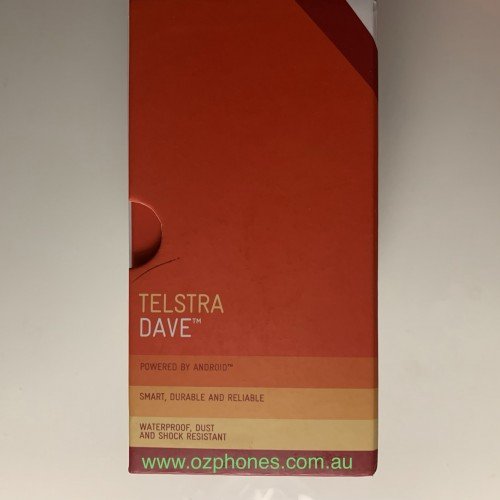 TELSTRA
DAVE™
POWERED BY ANDROID™
SMART, DURABLE AND RELIABLE
WATERPROOF, DUST
AND SHOCK RESISTANT
www.ozphones.com.au